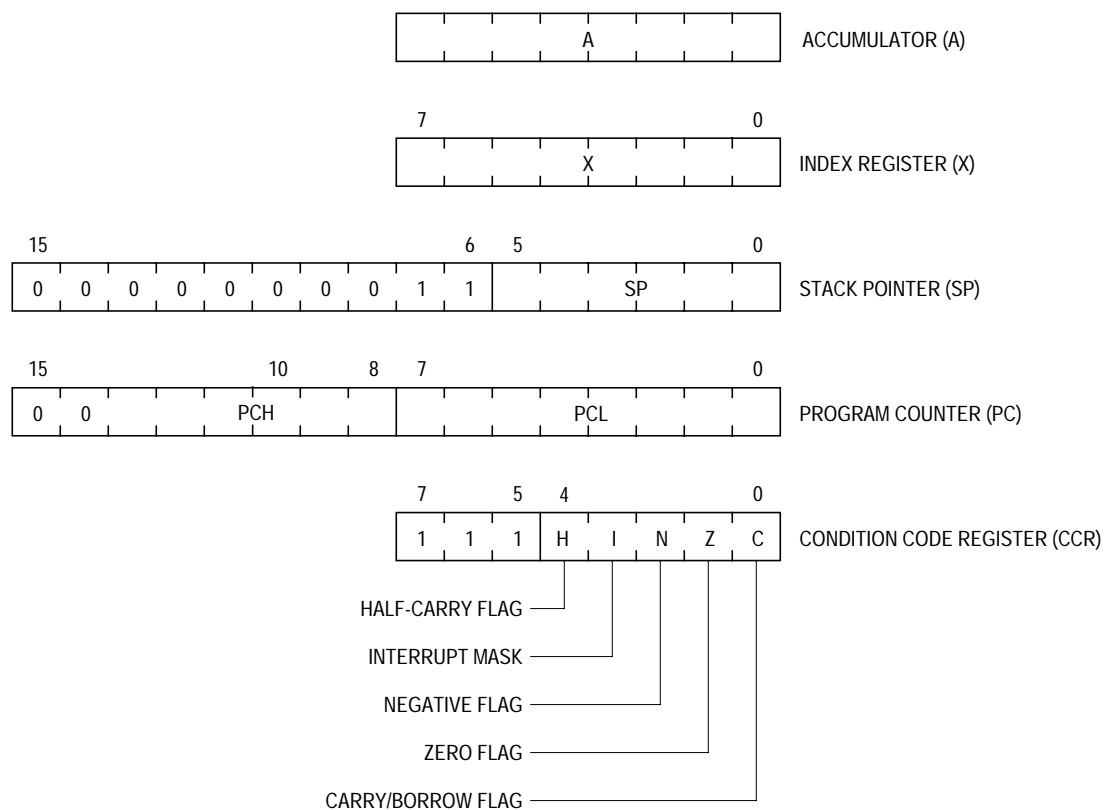 A ACCUMULATOR (A)
7 0
X INDEX REGISTER (X)
15 6 5 0
0 0 0 0 0 0 0 0 1 1 SP STACK POINTER (SP)
15 10 8 7 0
0 0 PCH PCL PROGRAM COUNTER (PC)
7 5 4 0
1 1 1 H I N Z C CONDITION CODE REGISTER (CCR)
HALF-CARRY FLAG
INTERRUPT MASK
NEGATIVE FLAG
ZERO FLAG
CARRY/BORROW FLAG